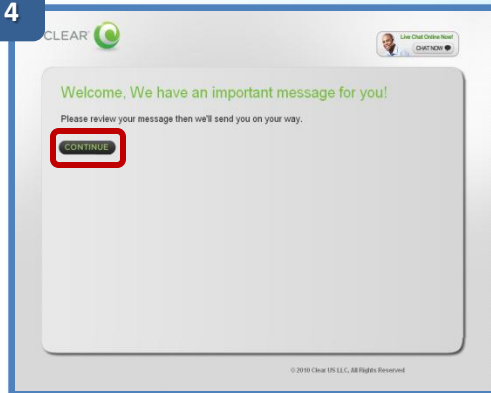 4
CLEAR
Live Chat Online Now!
CHAT NOW
Welcome, We have an important message for you!
Please review your message then we'll send you on your way.
CONTINUE
© 2010 Clear US LLC, All Rights Reserved